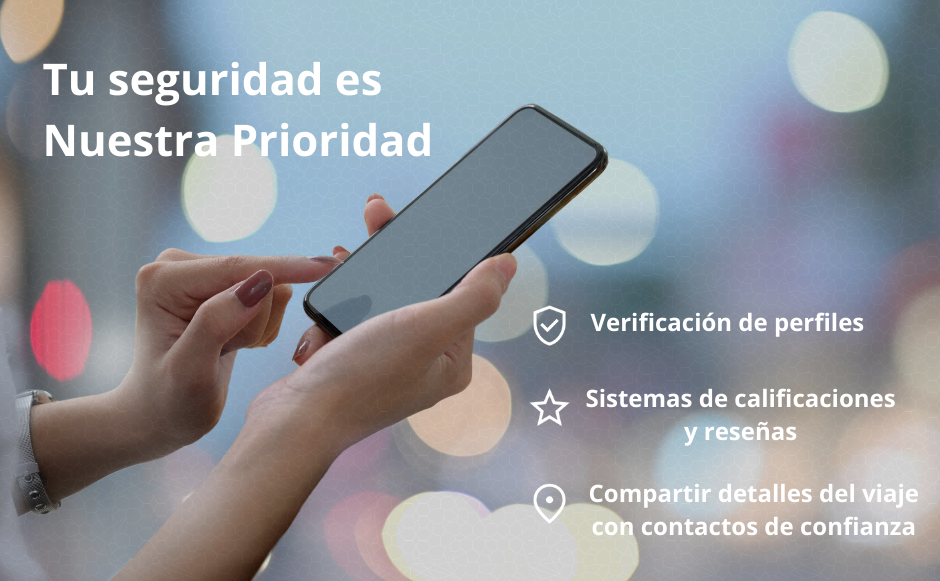 Tu seguridad es
Nuestra Prioridad
Verificación de perfiles
Sistemas de calificaciones
y reseñas
Compartir detalles del viaje
con contactos de confianza